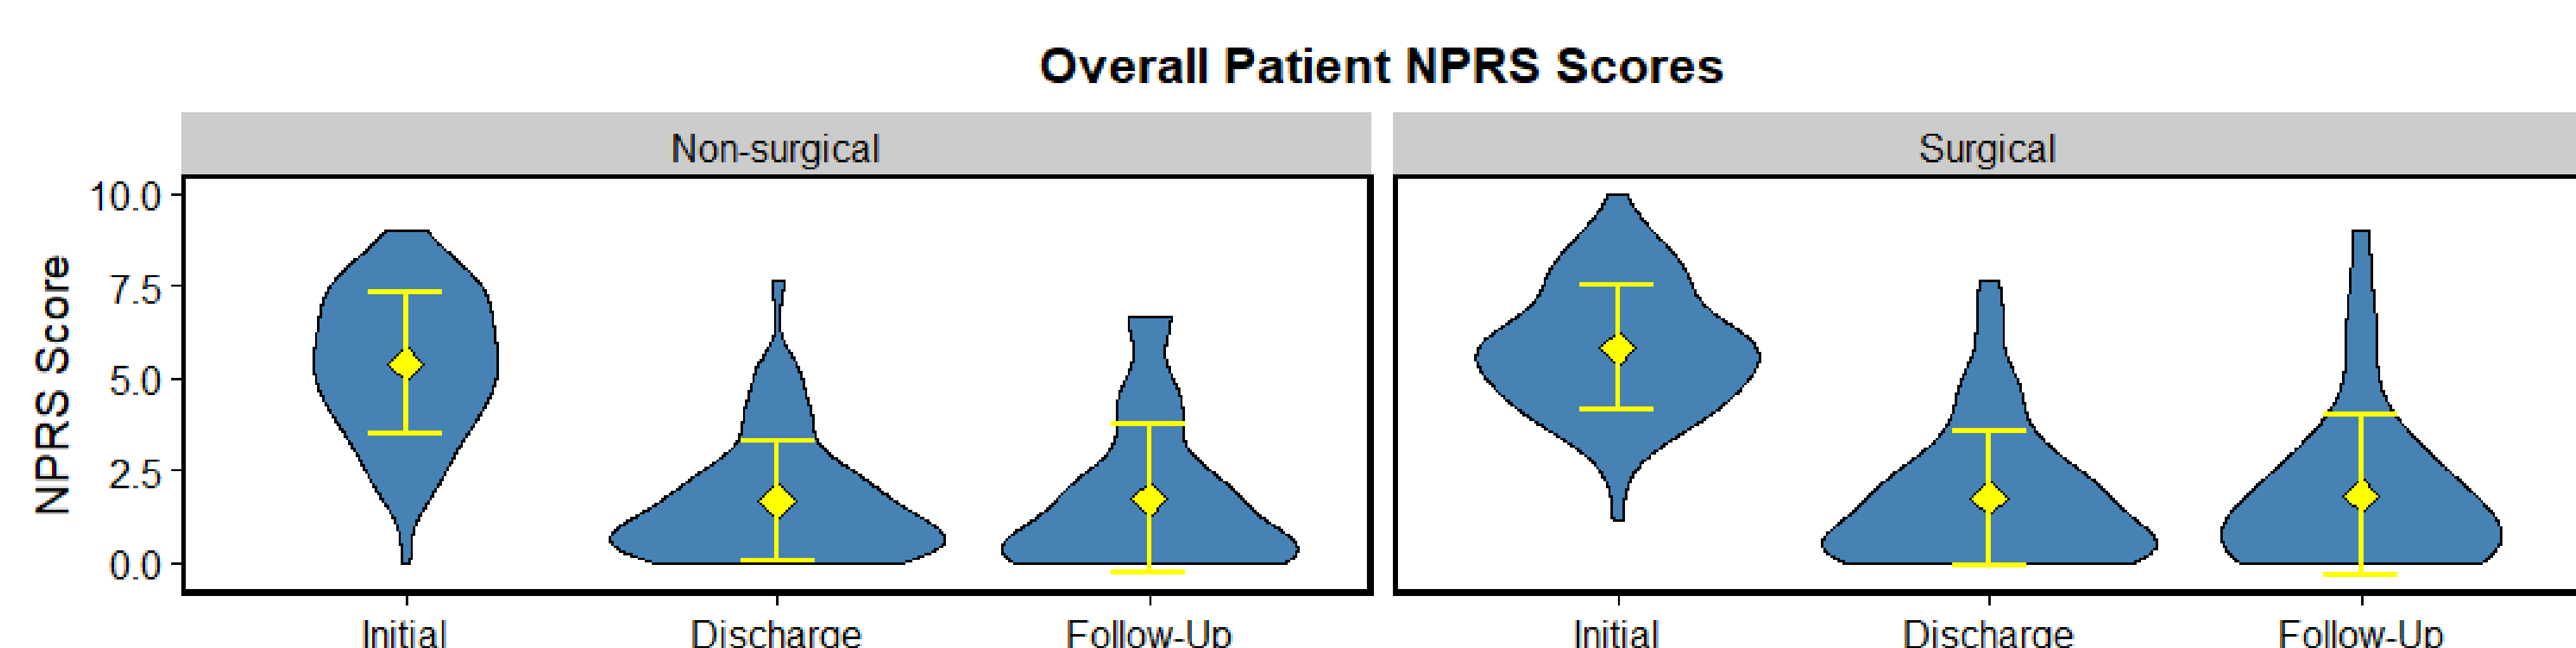 Overall Patient NPRS Scores
Non-surgical
Surgical
NPRS Score
10.0
7.5
5.0
2.5
0.0
Initial
Discharge
Follow-Up
Initial
Discharge
Follow-Up